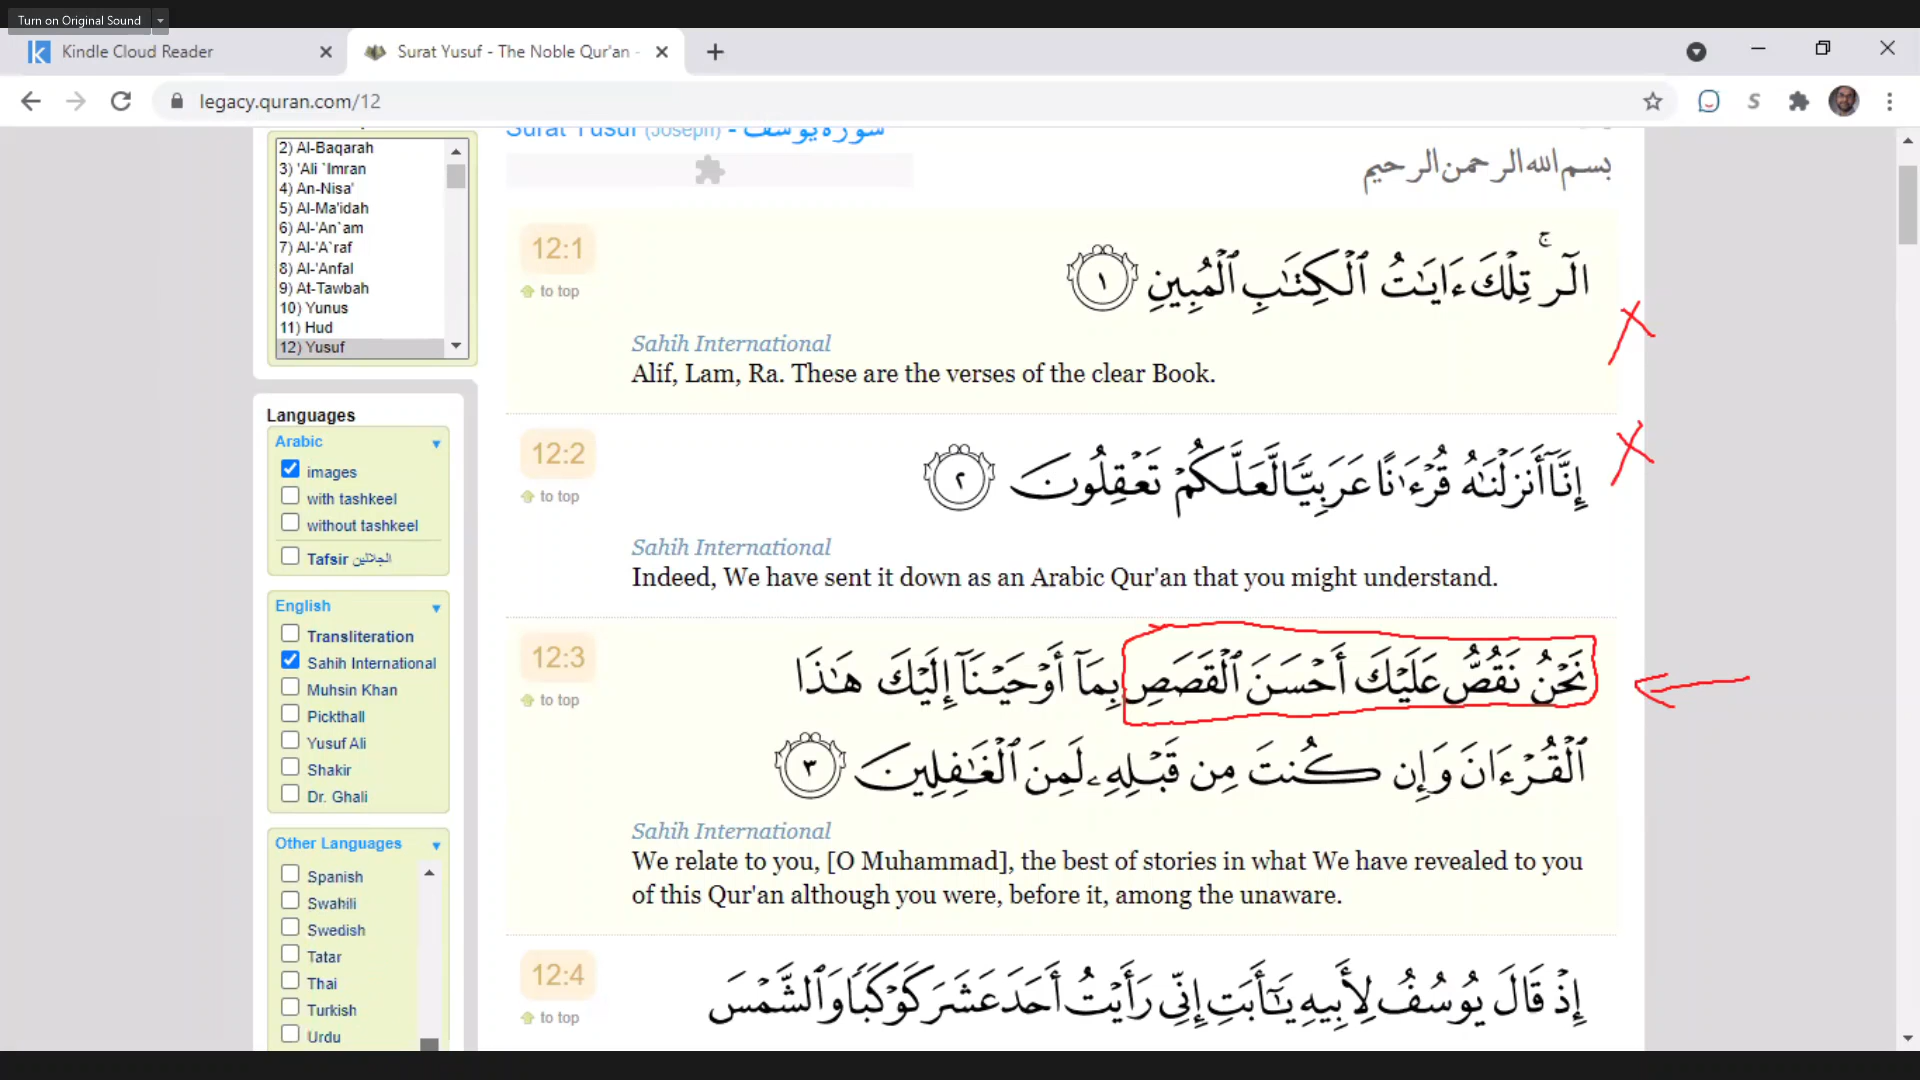 Turn on Original Sound
Kindle Cloud Reader
Surat Yusuf - The Noble Qur'an -
legacy.quran.com/12
Surat Yusuf (Joseph) - سورة يوسف
بسم الله الرحمن الرحيم
2) Al-Baqarah
3) 'Ali `Imran
4) An-Nisa'
5) Al-Ma'idah
6) Al-'An`am
7) Al-'A`raf
8) Al-'Anfal
9) At-Tawbah
10) Yunus
11) Hud
12) Yusuf
Languages
Arabic
images
with tashkeel
without tashkeel
Tafsir الجلالين
English
Transliteration
Sahih International
Muhsin Khan
Pickthall
Yusuf Ali
Shakir
Dr. Ghali
Other Languages
Spanish
Swahili
Swedish
Tatar
Thai
Turkish
Urdu
12:1
to top
الٓرۚ تِلْكَ ءَايَٰتُ ٱلْكِتَٰبِ ٱلْمُبِينِ ١
Sahih International
Alif, Lam, Ra. These are the verses of the clear Book.
12:2
to top
إِنَّآ أَنزَلْنَٰهُ قُرْءَٰنًا عَرَبِيًّا لَّعَلَّكُمْ تَعْقِلُونَ ٢
Sahih International
Indeed, We have sent it down as an Arabic Qur'an that you might understand.
12:3
to top
نَحْنُ نَقُصُّ عَلَيْكَ أَحْسَنَ ٱلْقَصَصِ بِمَآ أَوْحَيْنَآ إِلَيْكَ هَٰذَا
ٱلْقُرْءَانَ وَإِن كُنتَ مِن قَبْلِهِۦ لَمِنَ ٱلْغَٰفِلِينَ ٣
Sahih International
We relate to you, [O Muhammad], the best of stories in what We have revealed to you
of this Qur'an although you were, before it, among the unaware.
12:4
to top
إِذْ قَالَ يُوسُفُ لِأَبِيهِ يَٰٓأَبَتِ إِنِّى رَأَيْتُ أَحَدَ عَشَرَ كَوْكَبًا وَٱلشَّمْسَ